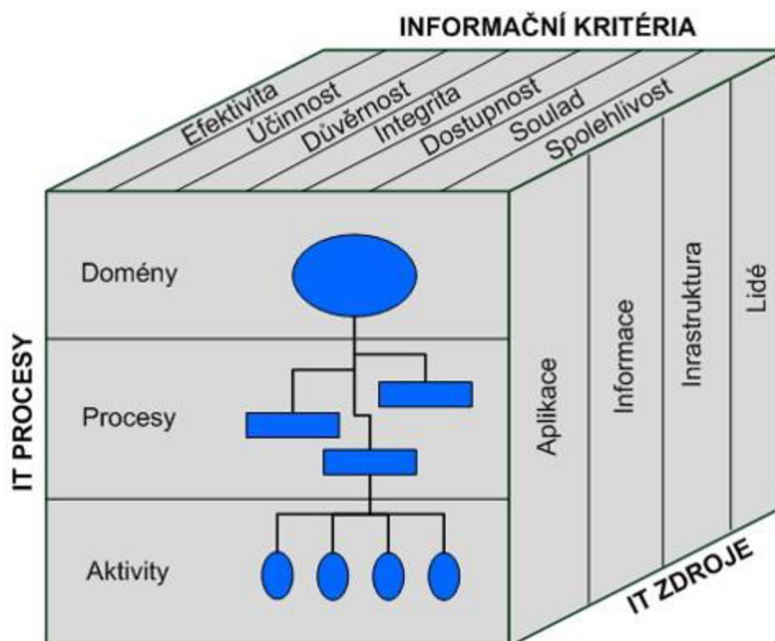 INFORMAČNÍ KRITÉRIA
Efektivita
Účinnost
Důvěrnost
Integrita
Dostupnost
Soulad
Spolehlivost
IT PROCESY
Domény
Procesy
Aktivity
Aplikace
Informace
Inrastruktura
Lidé
IT ZDROJE